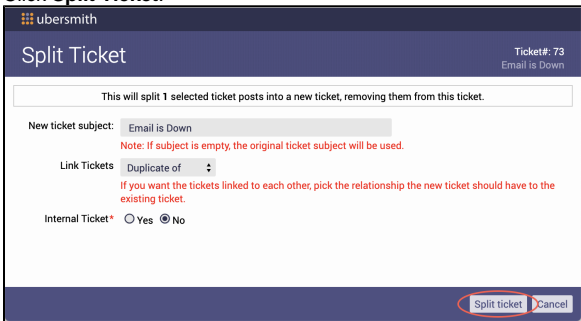 Click Split Ticket.
ubersmith
Split Ticket
Ticket#: 73
Email is Down
This will split 1 selected ticket posts into a new ticket, removing them from this ticket.
New ticket subject: Email is Down
Note: If subject is empty, the original ticket subject will be used.
Link Tickets Duplicate of
If you want the tickets linked to each other, pick the relationship the new ticket should have to the
existing ticket.
Internal Ticket* Yes No
Split ticket Cancel